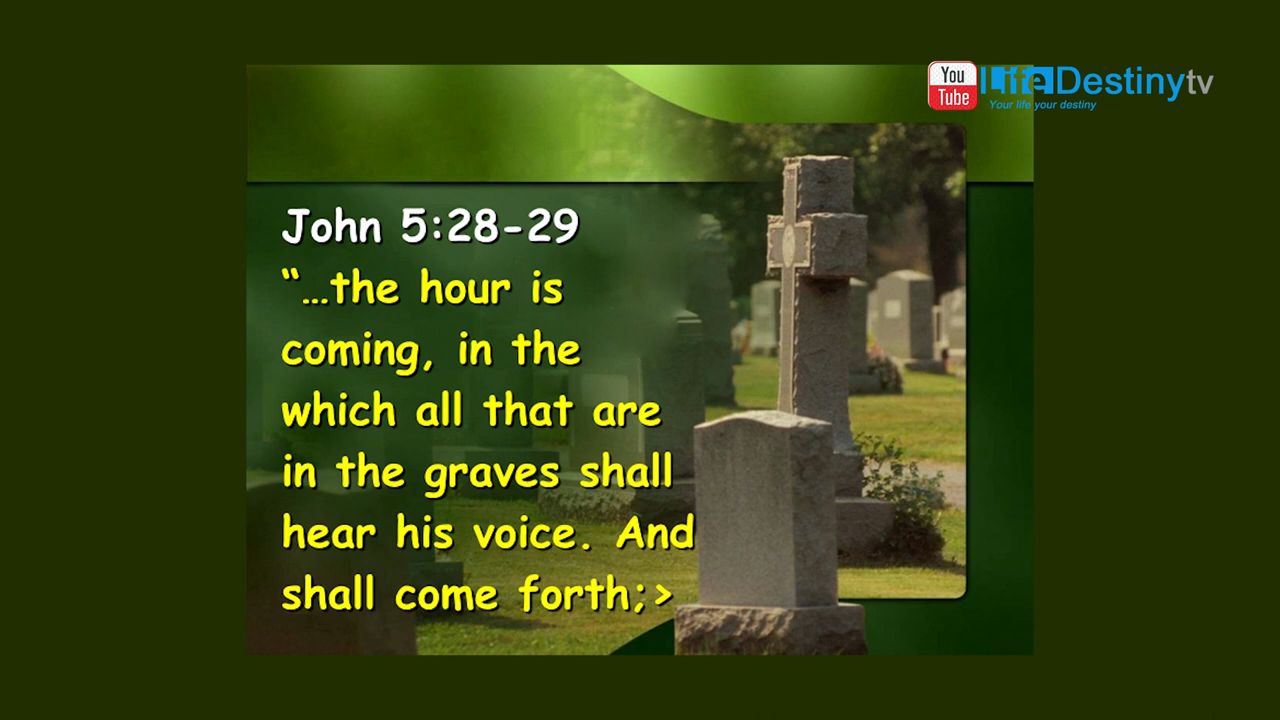 You
Tube
LifeDestinytv
Your life your destiny
John 5:28-29
“…the hour is
coming, in the
which all that are
in the graves shall
hear his voice. And
shall come forth;>